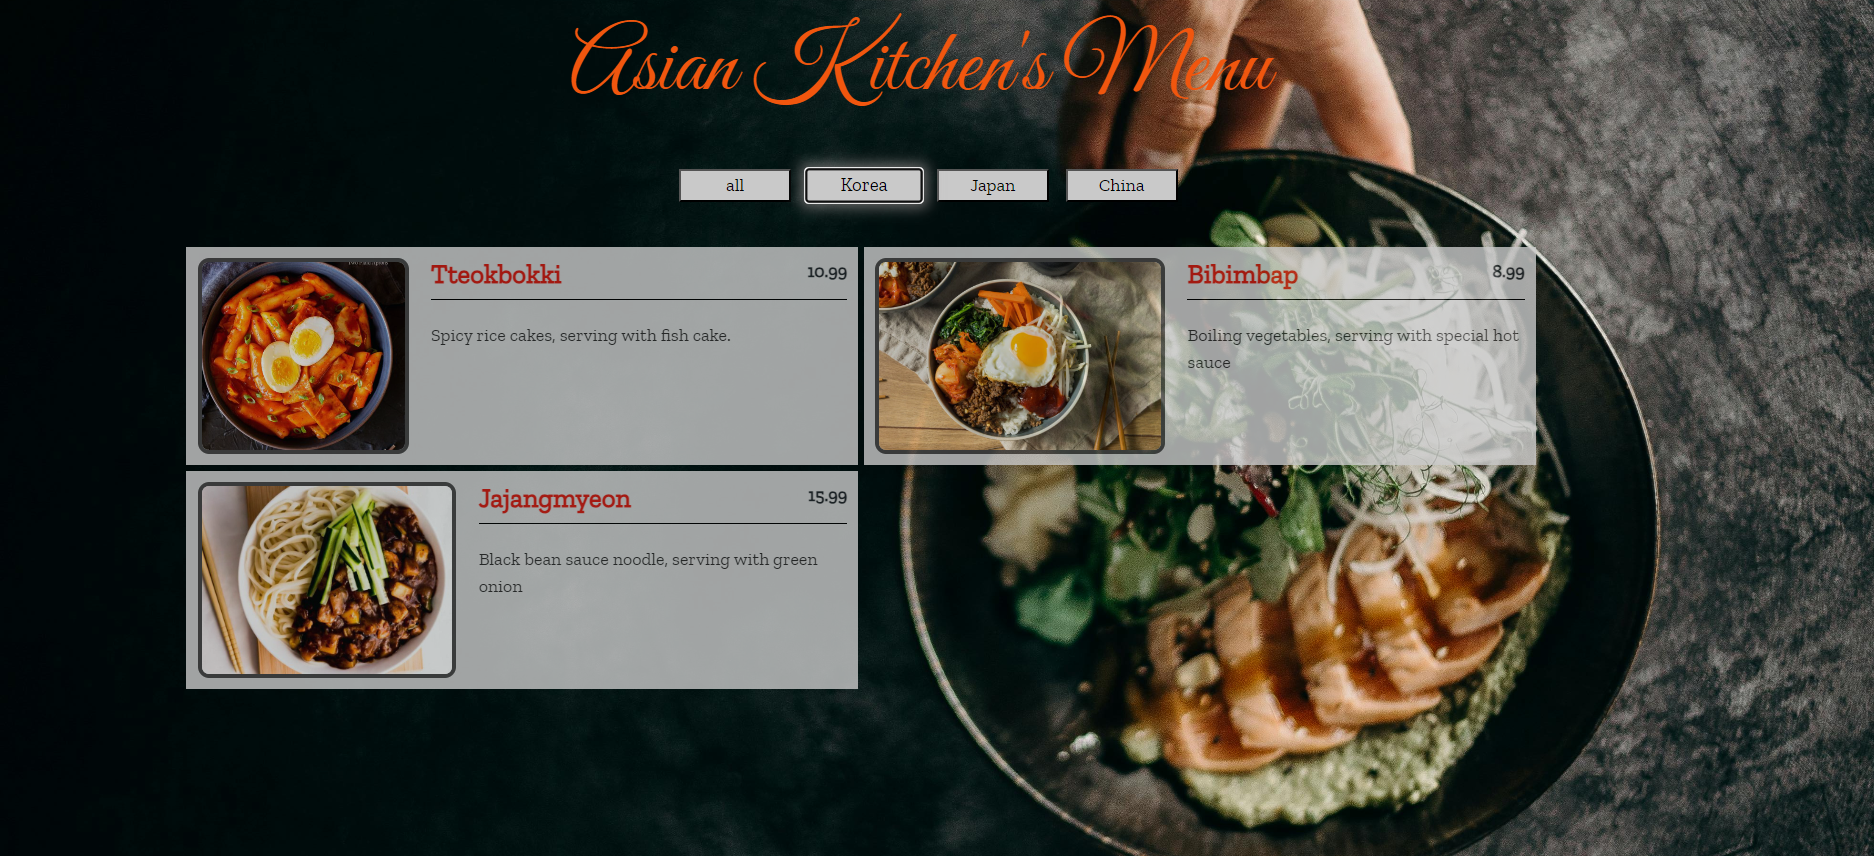 Asian Kitchen's Menu
all
Korea
Japan
China
Tteokbokki
10.99
Spicy rice cakes, serving with fish cake.
Bibimbap
8.99
Boiling vegetables, serving with special hot
sauce
Jajangmyeon
15.99
Black bean sauce noodle, serving with green
onion